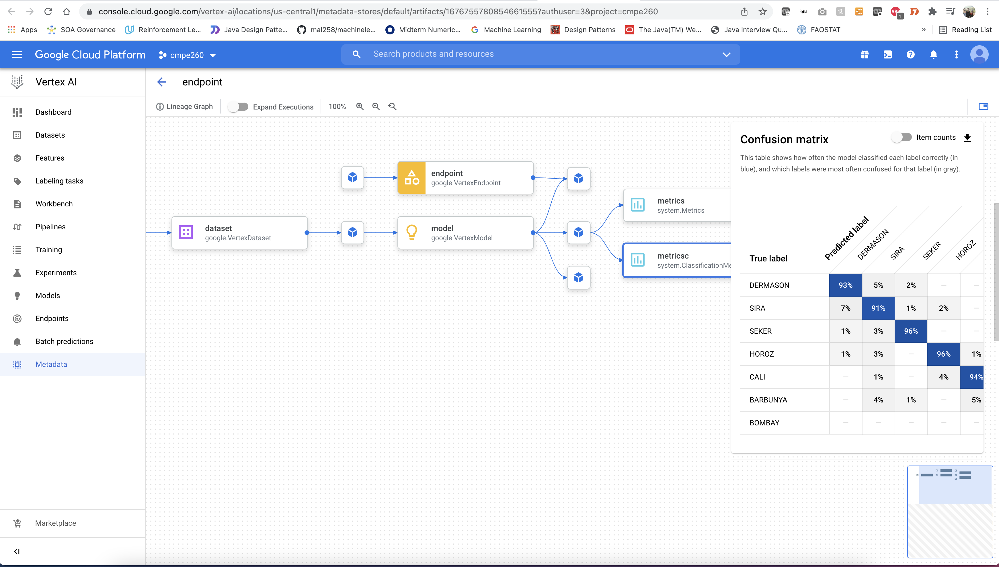 console.cloud.google.com/vertex-ai/locations/us-central1/metadata-stores/default/artifacts/16767557808546615​55?authuser=3&project=cmpe260
SAML
ABP
1
Apps
SOA Governance
Reinforcement Le...
Java Design Patte...
mal258/machinele...
Midterm Numeric...
Machine Learning
Design Patterns
The Java(TM) We...
Java Interview Qu...
FAOSTAT
»
Reading List
Google Cloud Platform
cmpe260
Search products and resources
Vertex AI
endpoint
Dashboard
Datasets
Features
Labeling tasks
Workbench
Pipelines
Training
Experiments
Models
Endpoints
Batch predictions
Metadata
Marketplace
Lineage Graph
Expand Executions
100%
endpoint
google.VertexEndpoint
metrics
system.Metrics
dataset
google.VertexDataset
model
google.VertexModel
metricsc
system.ClassificationMe
Confusion matrix
Item counts
This table shows how often the model classified each label correctly (in
blue), and which labels were most often confused for that label (in gray).
True label
Predicted label
DERMASON
SIRA
SEKER
HOROZ
DERMASON 93% 5% 2% — —
SIRA 7% 91% 1% 2% —
SEKER 1% 3% 96% — —
HOROZ 1% 3% — 96% 1%
CALI — 1% — 4% 94%
BARBUNYA — 4% 1% — 5%
BOMBAY — — — — —